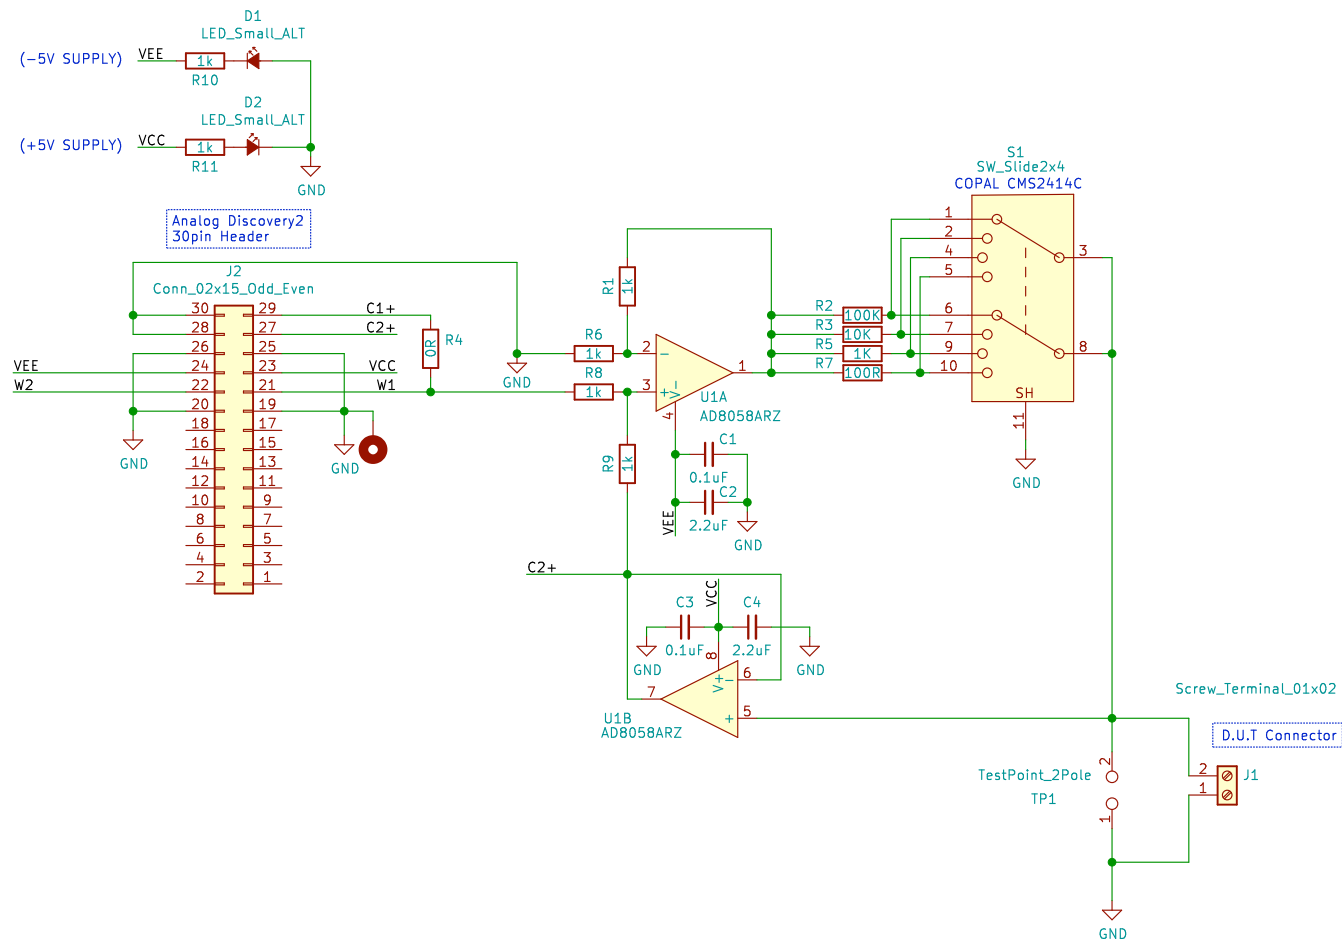 D1
LED_Small_ALT
(-5V SUPPLY)
VEE
1k
R10
D2
LED_Small_ALT
(+5V SUPPLY)
VCC
1k
R11
GND
Analog Discovery2
30pin Header
J2
Conn_02x15_Odd_Even
30 29 C1+
28 27 C2+
26 25
VEE 24 23 VCC
W2 22 21 W1
20 19
18 17
16 15
14 13
12 11
10 9
8 7
6 5
4 3
2 1
GND
GND
0R
R4
GND
R1
1k
R6
1k
R8
1k
R9
1k
2
3
-
+
V-
4
1
U1A
AD8058ARZ
C1
0.1uF
C2
2.2uF
VEE
GND
R2 100K
R3 10K
R5 1K
R7 100R
S1
SW_Slide2x4
COPAL CMS2414C
1
2
4
5
3
6
7
9
10
8
SH
11
GND
C2+
VCC
C3
0.1uF
C4
2.2uF
GND
GND
8
V+
-
+
6
5
7
U1B
AD8058ARZ
Screw_Terminal_01x02
D.U.T Connector
2
1
J1
TestPoint_2Pole
TP1
2
1
GND